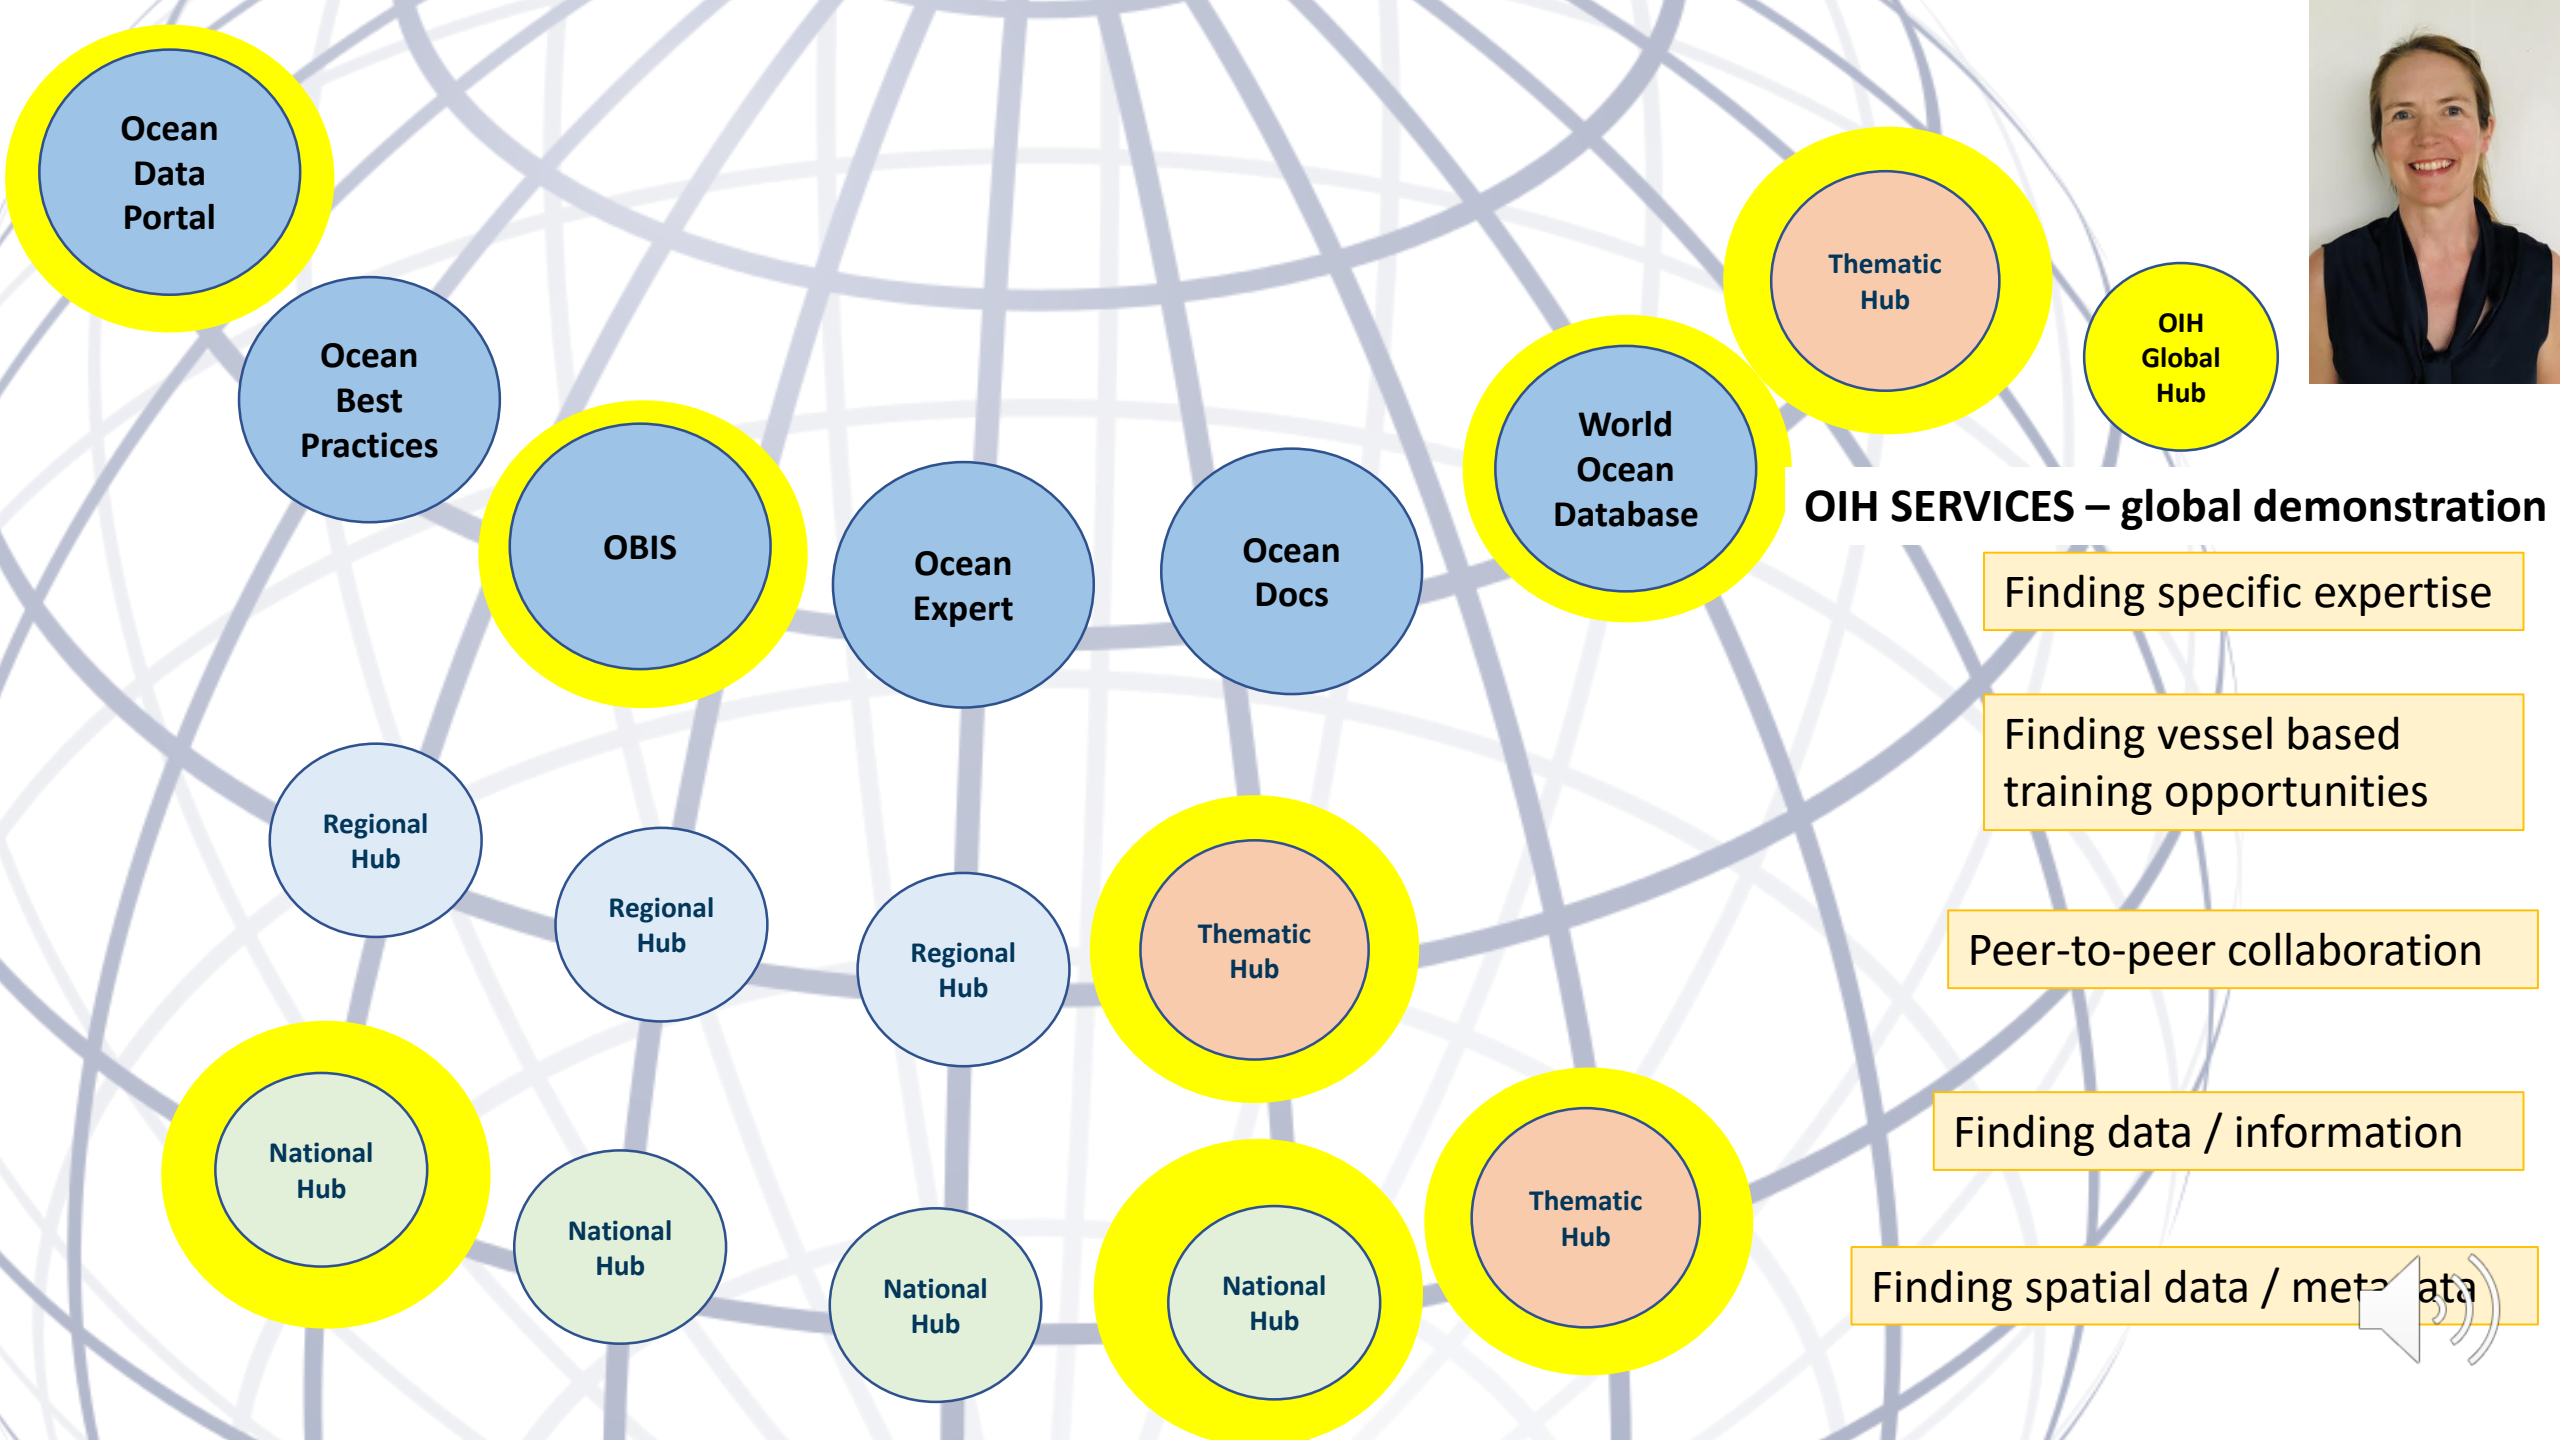 Ocean
Data
Portal
Ocean
Best
Practices
OBIS
Ocean
Expert
Ocean
Docs
World
Ocean
Database
Thematic
Hub
OIH
Global
Hub
OIH SERVICES – global demonstration
Finding specific expertise
Finding vessel based
training opportunities
Peer-to-peer collaboration
Finding data / information
Finding spatial data / metadata
Regional
Hub
Regional
Hub
Regional
Hub
Thematic
Hub
National
Hub
National
Hub
National
Hub
National
Hub
Thematic
Hub